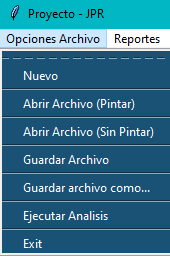 Proyecto - JPR
Opciones Archivo Reportes
Nuevo
Abrir Archivo (Pintar)
Abrir Archivo (Sin Pintar)
Guardar Archivo
Guardar archivo como...
Ejecutar Analisis
Exit